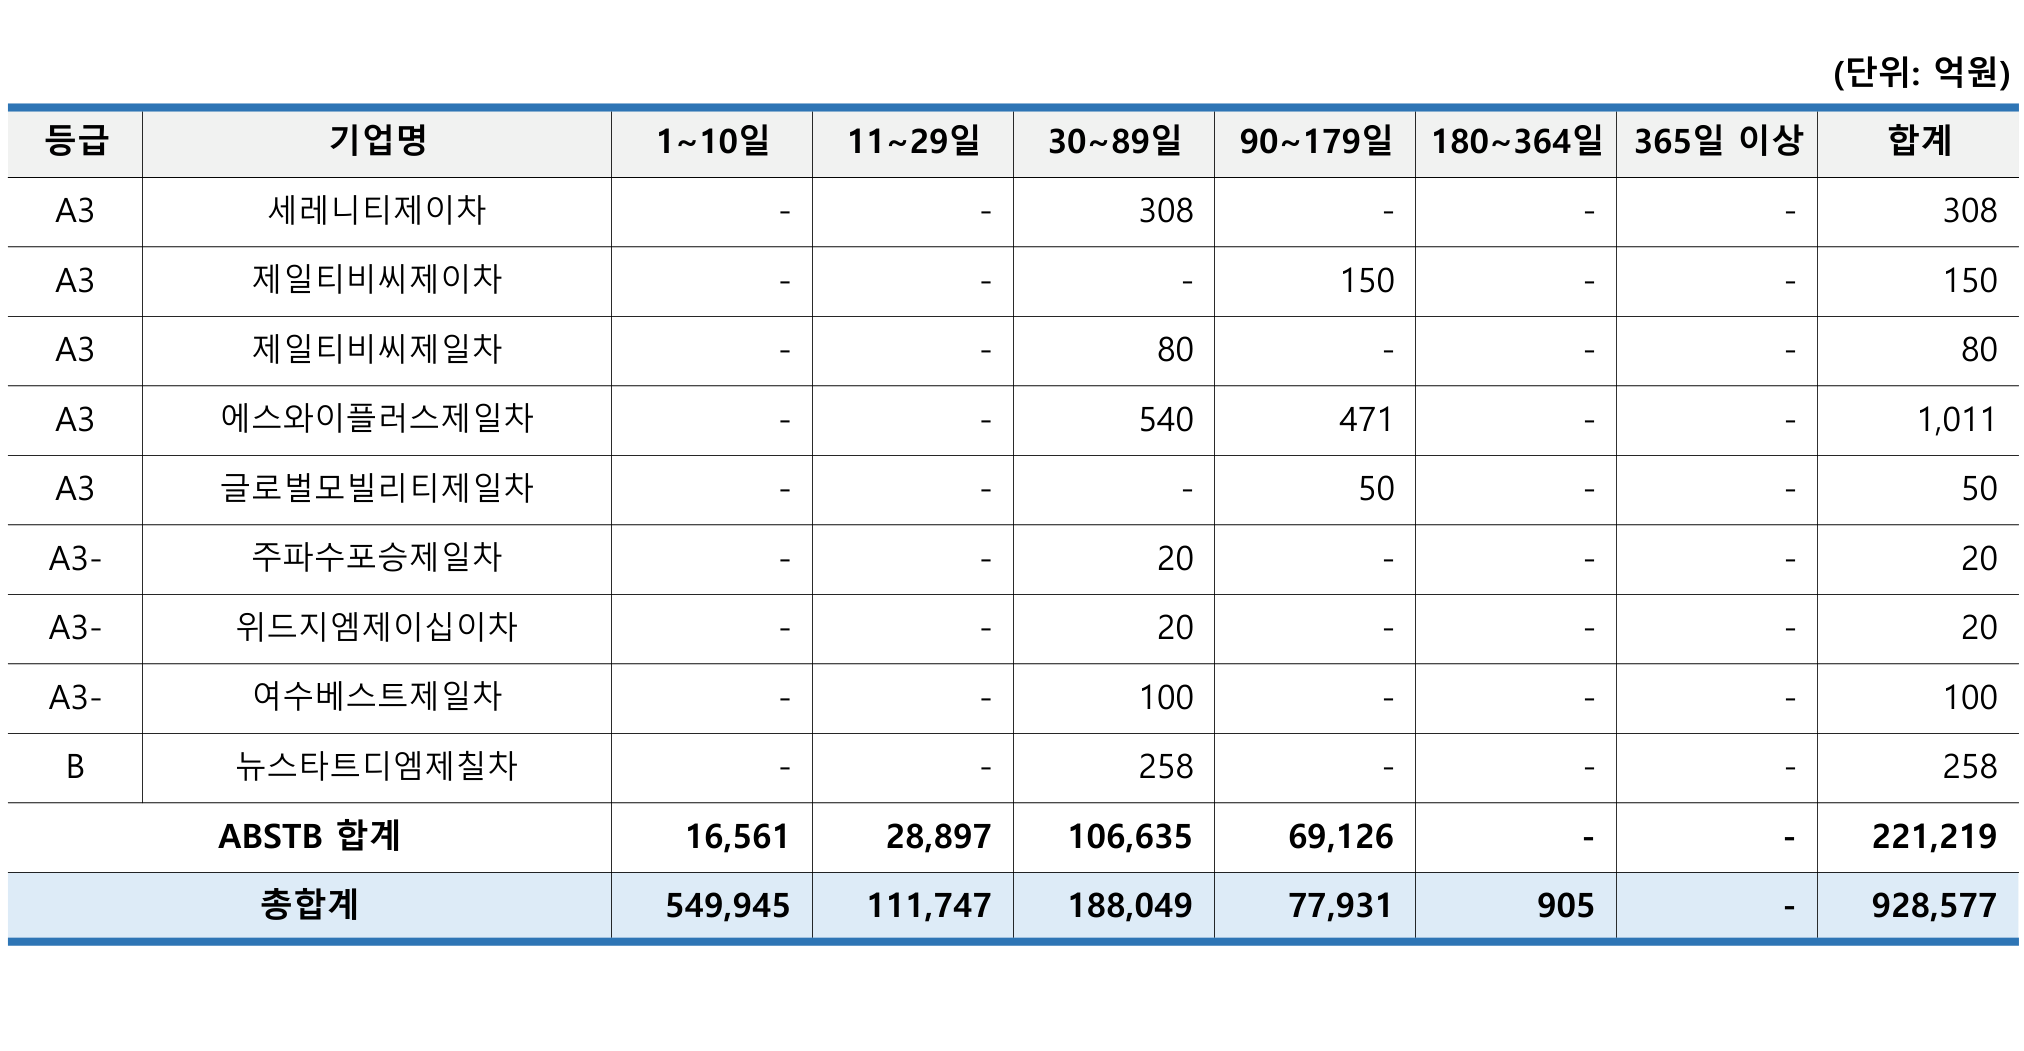 (단위: 억원)
등급 기업명 1~10일 11~29일 30~89일 90~179일 180~364일 365일 이상 합계
A3 세레니티제이차 - - 308 - - - 308
A3 제일티비씨제이차 - - - 150 - - 150
A3 제일티비씨제일차 - - 80 - - - 80
A3 에스와이플러스제일차 - - 540 471 - - 1,011
A3 글로벌모빌리티제일차 - - - 50 - - 50
A3- 주파수포승제일차 - - 20 - - - 20
A3- 위드지엠제이십이차 - - 20 - - - 20
A3- 여수베스트제일차 - - 100 - - - 100
B 뉴스타트디엠제칠차 - - 258 - - - 258
ABSTB 합계 16,561 28,897 106,635 69,126 - - 221,219
총합계 549,945 111,747 188,049 77,931 905 - 928,577